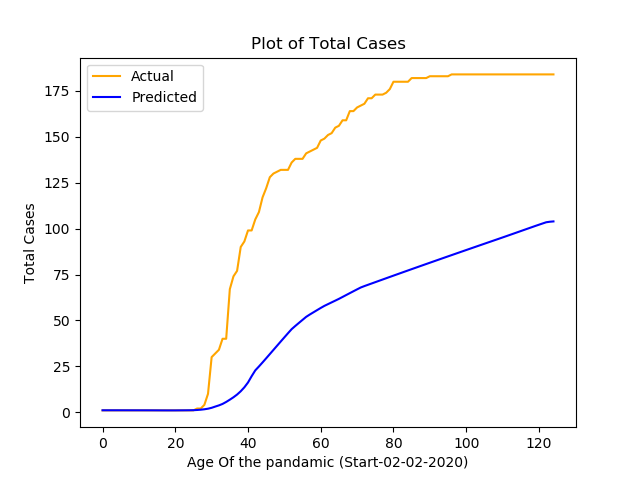 Plot of Total Cases
Actual
Predicted
175
150
125
100
75
50
25
0
Total Cases
0 20 40 60 80 100 120
Age Of the pandamic (Start-02-02-2020)